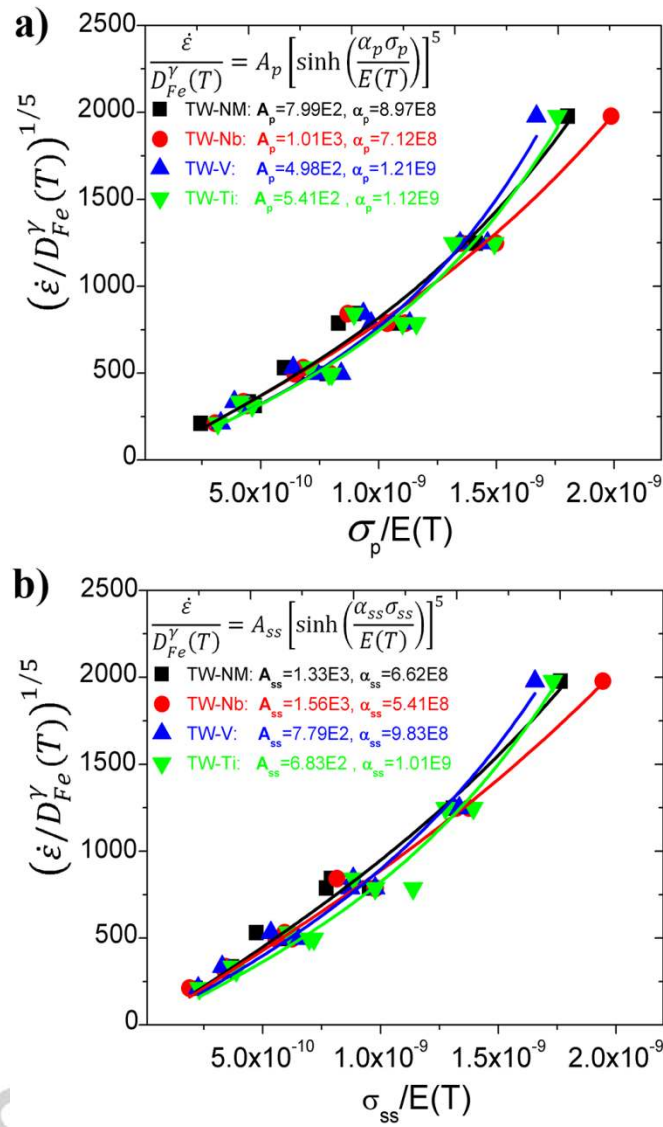 a)
2500
2000
1500
1000
500
0
(ε̇/D_Fe^γ(T))^1/5
ε̇/D_Fe^γ(T) = A_p [sinh(α_pσ_p/E(T))]^5
TW-NM: A_p=7.99E2, α_p=8.97E8
TW-Nb: A_p=1.01E3, α_p=7.12E8
TW-V: A_p=4.98E2 , α_p=1.21E9
TW-Ti: A_p=5.41E2 , α_p=1.12E9
5.0x10^-10 1.0x10^-9 1.5x10^-9 2.0x10^-9
σ_p/E(T)
b)
2500
2000
1500
1000
500
0
(ε̇/D_Fe^γ(T))^1/5
ε̇/D_Fe^γ(T) = A_ss [sinh(α_ssσ_ss/E(T))]^5
TW-NM: A_ss=1.33E3, α_ss=6.62E8
TW-Nb: A_ss=1.56E3, α_ss=5.41E8
TW-V: A_ss=7.79E2 , α_ss=9.83E8
TW-Ti: A_ss=6.83E2 , α_ss=1.01E9
5.0x10^-10 1.0x10^-9 1.5x10^-9 2.0x10^-9
σ_ss/E(T)